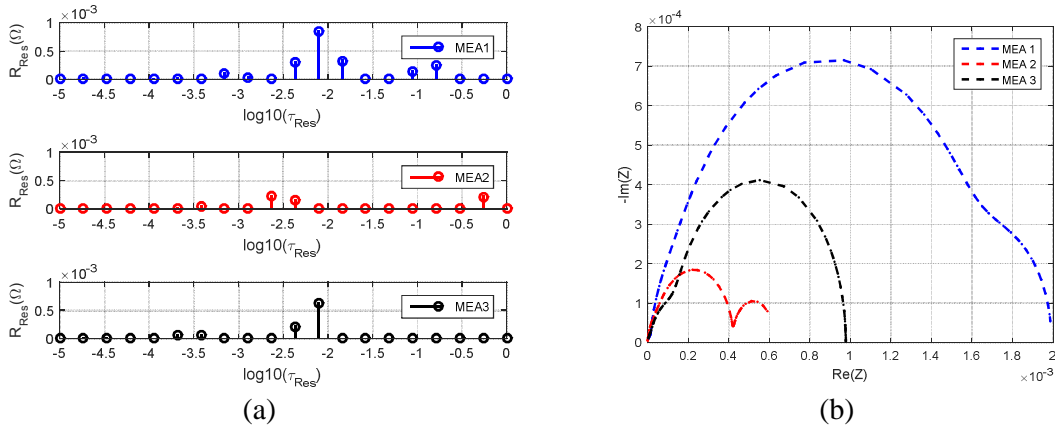 ×10^-3
1
0.5
0
R_Res(Ω)
MEA1
-5 -4.5 -4 -3.5 -3 -2.5 -2 -1.5 -1 -0.5 0
log10(τ_Res)
×10^-3
1
0.5
0
R_Res(Ω)
MEA2
-5 -4.5 -4 -3.5 -3 -2.5 -2 -1.5 -1 -0.5 0
log10(τ_Res)
×10^-3
1
0.5
0
R_Res(Ω)
MEA3
-5 -4.5 -4 -3.5 -3 -2.5 -2 -1.5 -1 -0.5 0
log10(τ_Res)
(a)
×10^-4
8
7
6
5
4
3
2
1
0
-Im(Z)
MEA 1
MEA 2
MEA 3
0 0.2 0.4 0.6 0.8 1 1.2 1.4 1.6 1.8 2
Re(Z)
×10^-3
(b)